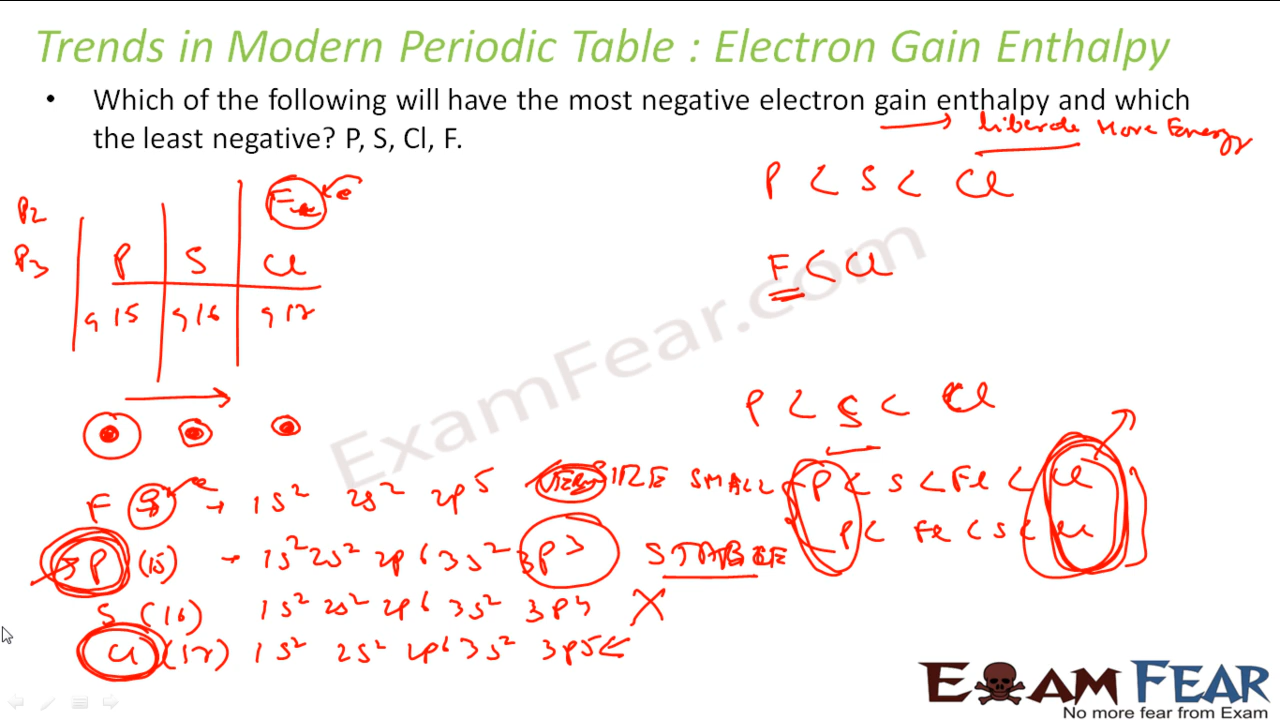 Trends in Modern Periodic Table : Electron Gain Enthalpy
• Which of the following will have the most negative electron gain enthalpy and which
the least negative? P, S, Cl, F.
→ liberate More Energy
P < S < Cl
F e
P2
P3 P S Cl
F < Cl
g 15 g 16 g 17
ExamFear.com
P < S < Cl
F 9 → 1s² 2s² 2p5 SIZE SMALL
P < S < Fl < Cl
P < Fl < S < Cl
P (15) → 1s² 2s² 2p6 3s² 3p3 STABLE
S (16) 1s² 2s² 2p6 3s² 3p4 X
Cl (17) 1s² 2s² 2p6 3s² 3p5
EXAM FEAR
No more fear from Exam